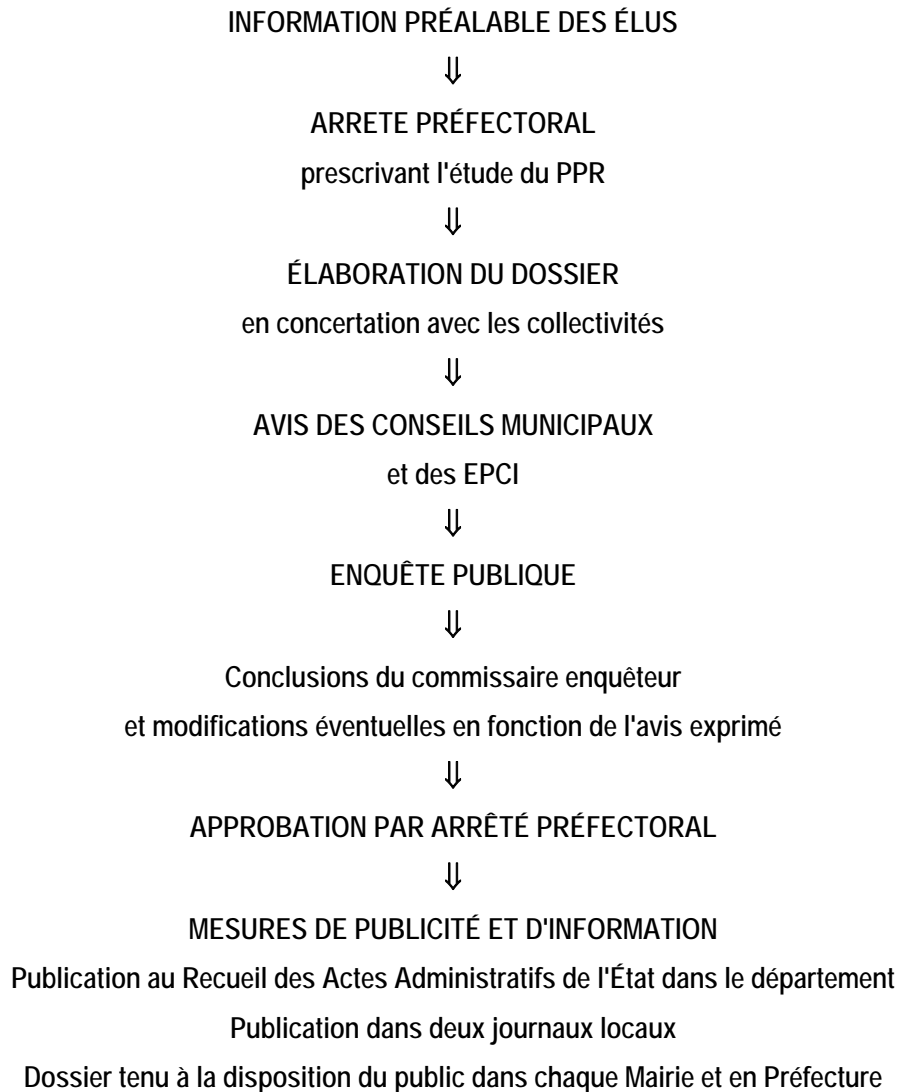 INFORMATION PRÉALABLE DES ÉLUS
⇓
ARRETE PRÉFECTORAL
prescrivant l'étude du PPR
⇓
ÉLABORATION DU DOSSIER
en concertation avec les collectivités
⇓
AVIS DES CONSEILS MUNICIPAUX
et des EPCI
⇓
ENQUÊTE PUBLIQUE
⇓
Conclusions du commissaire enquêteur
et modifications éventuelles en fonction de l'avis exprimé
⇓
APPROBATION PAR ARRÊTÉ PRÉFECTORAL
⇓
MESURES DE PUBLICITÉ ET D'INFORMATION
Publication au Recueil des Actes Administratifs de l'État dans le département
Publication dans deux journaux locaux
Dossier tenu à la disposition du public dans chaque Mairie et en Préfecture